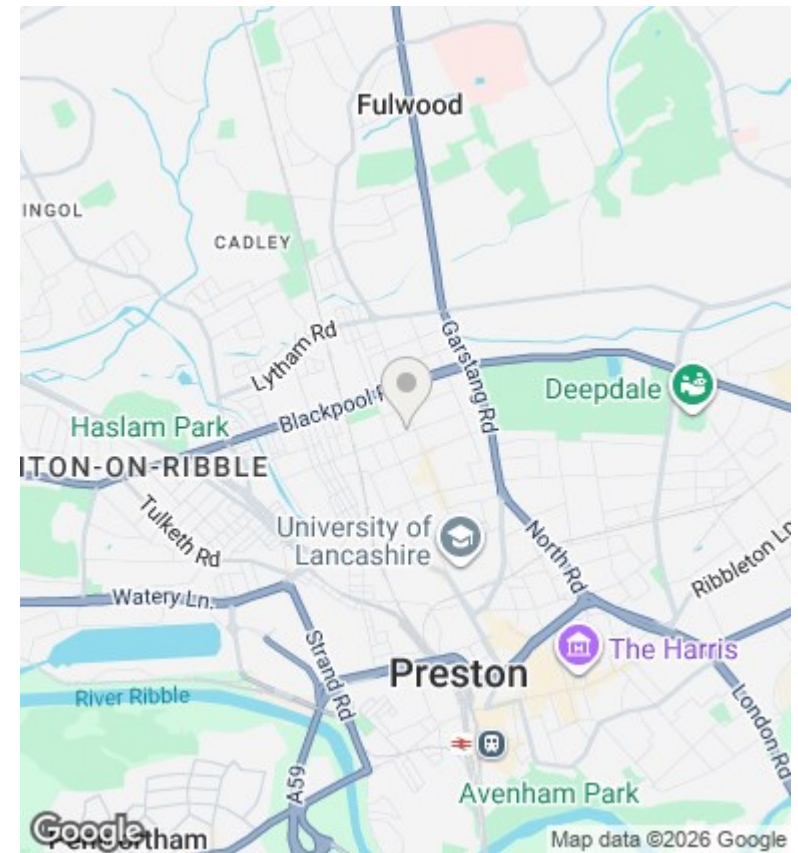 Fulwood
INGOL
CADLEY
Lytham Rd
Garstang Rd
Deepdale
Blackpool
Haslam Park
TON-ON-RIBBLE
Tulketh Rd
University of
Lancashire
North Rd
Ribbleton Ln
Watery Ln.
Strand Rd
The Harris
Preston
River Ribble
London Rd
A59
Avenham Park
Google
Map data ©2026 Google